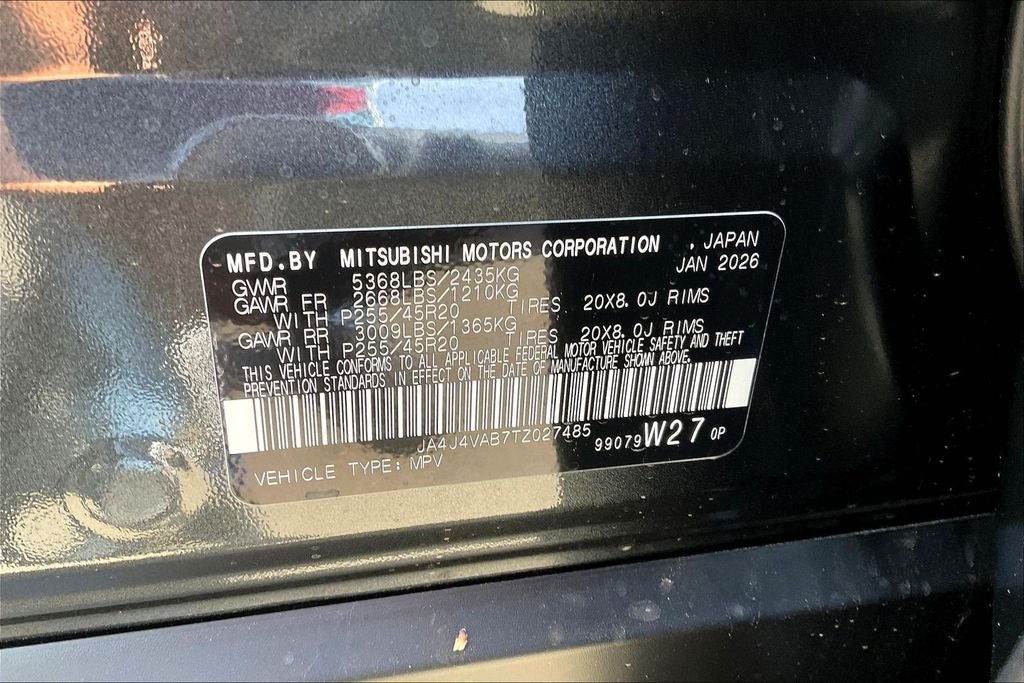 MFD.BY MITSUBISHI MOTORS CORPORATION . JAPAN
GVWR 5368LBS/2435KG JAN 2026
GAWR FR 2668LBS/1210KG
WITH P255/45R20 TIRES 20X8.0J RIMS
GAWR RR 3009LBS/1365KG
WITH P255/45R20 TIRES 20X8.0J RIMS
THIS VEHICLE CONFORMS TO ALL APPLICABLE FEDERAL MOTOR VEHICLE SAFETY AND THEFT
PREVENTION STANDARDS IN EFFECT ON THE DATE OF MANUFACTURE SHOWN ABOVE.
JA4J4VAB7TZ027485 99079 W27 0P
VEHICLE TYPE: MPV